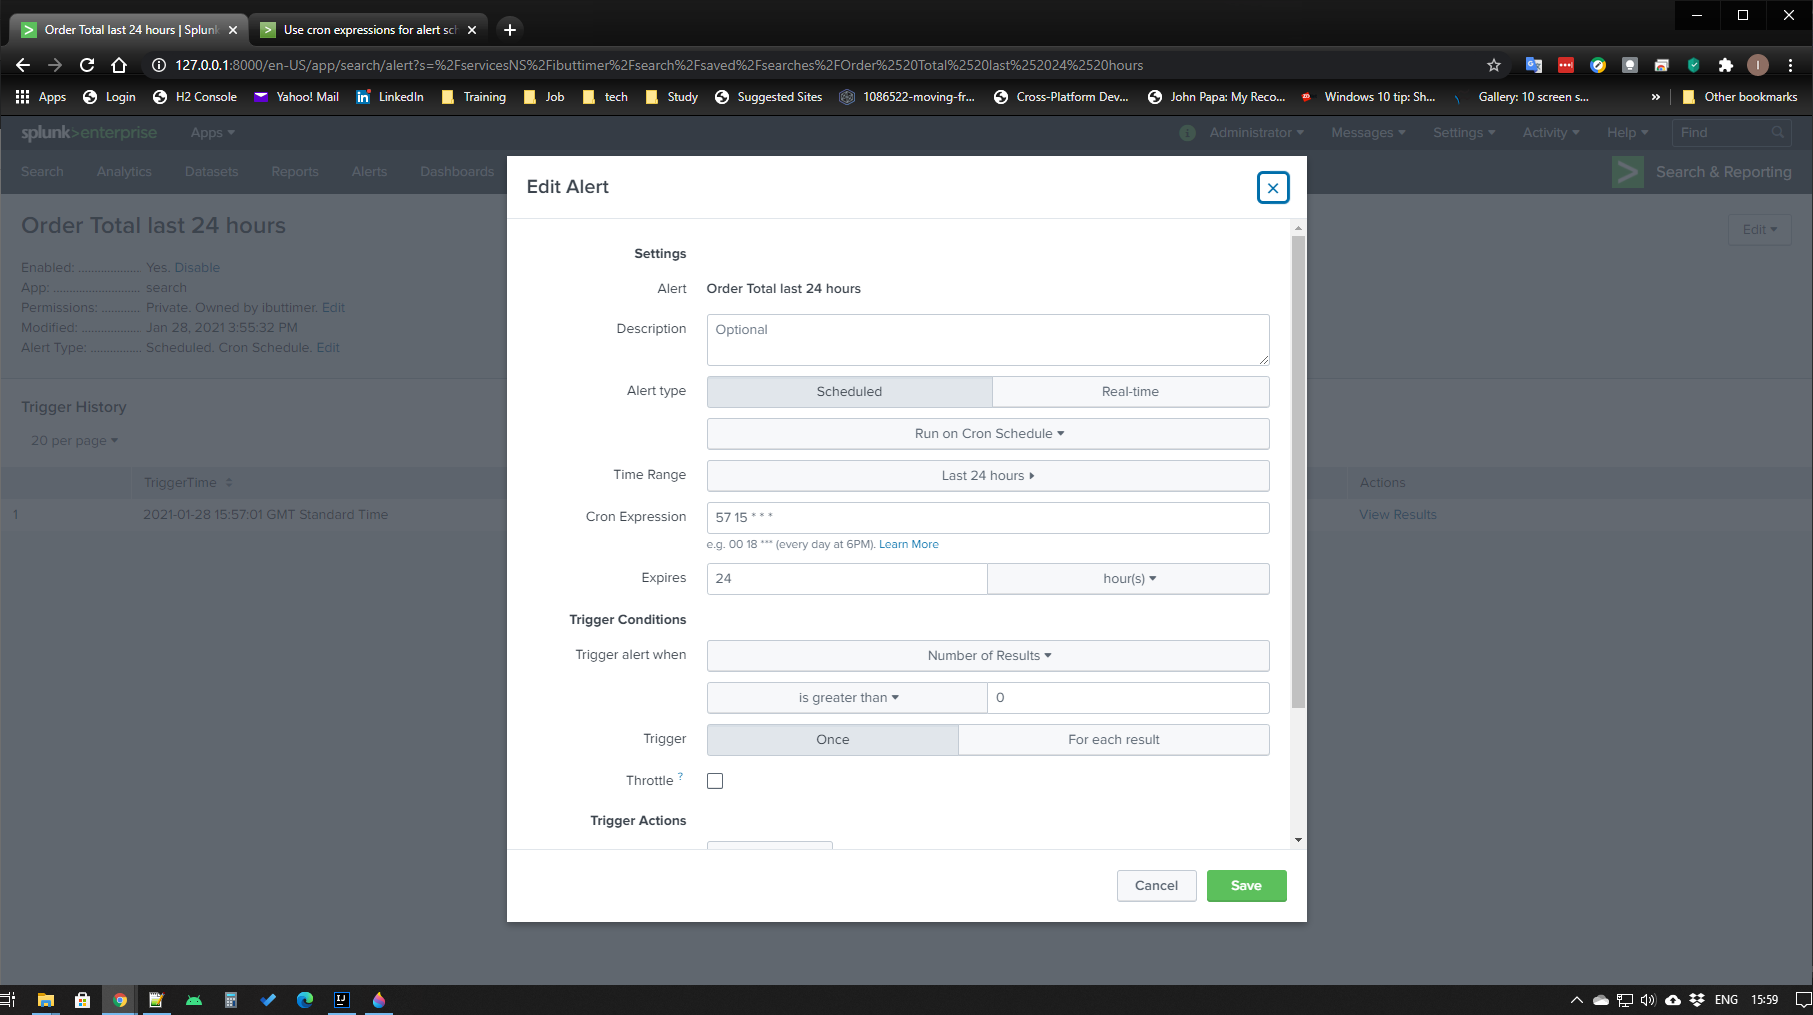 Order Total last 24 hours | Splunk
Use cron expressions for alert sch
127.0.0.1:8000/en-US/app/search/alert?s=%2FservicesNS%2Fibuttimer%2Fsearch%2Fsaved%2Fsearches%2FOrder%2520Total%2520last%252024%2520hours
Apps Login H2 Console Yahoo! Mail LinkedIn Training Job tech Study Suggested Sites 1086522-moving-fr... Cross-Platform Dev... John Papa: My Reco... Windows 10 tip: Sh... Gallery: 10 screen s... » Other bookmarks
splunk>enterprise Apps Administrator Messages Settings Activity Help Find
Search Analytics Datasets Reports Alerts Dashboards Search & Reporting
Order Total last 24 hours
Edit
Enabled: ................... Yes. Disable
App: .......................... search
Permissions: ............ Private. Owned by ibuttimer. Edit
Modified: .................. Jan 28, 2021 3:55:32 PM
Alert Type: ................ Scheduled. Cron Schedule. Edit
Trigger History
20 per page
TriggerTime Actions
1 2021-01-28 15:57:01 GMT Standard Time View Results
Edit Alert
Settings
Alert Order Total last 24 hours
Description Optional
Alert type Scheduled Real-time
Run on Cron Schedule
Time Range Last 24 hours
Cron Expression 57 15 * * *
e.g. 00 18 *** (every day at 6PM). Learn More
Expires 24 hour(s)
Trigger Conditions
Trigger alert when Number of Results
is greater than 0
Trigger Once For each result
Throttle ?
Trigger Actions
Cancel Save
ENG 15:59